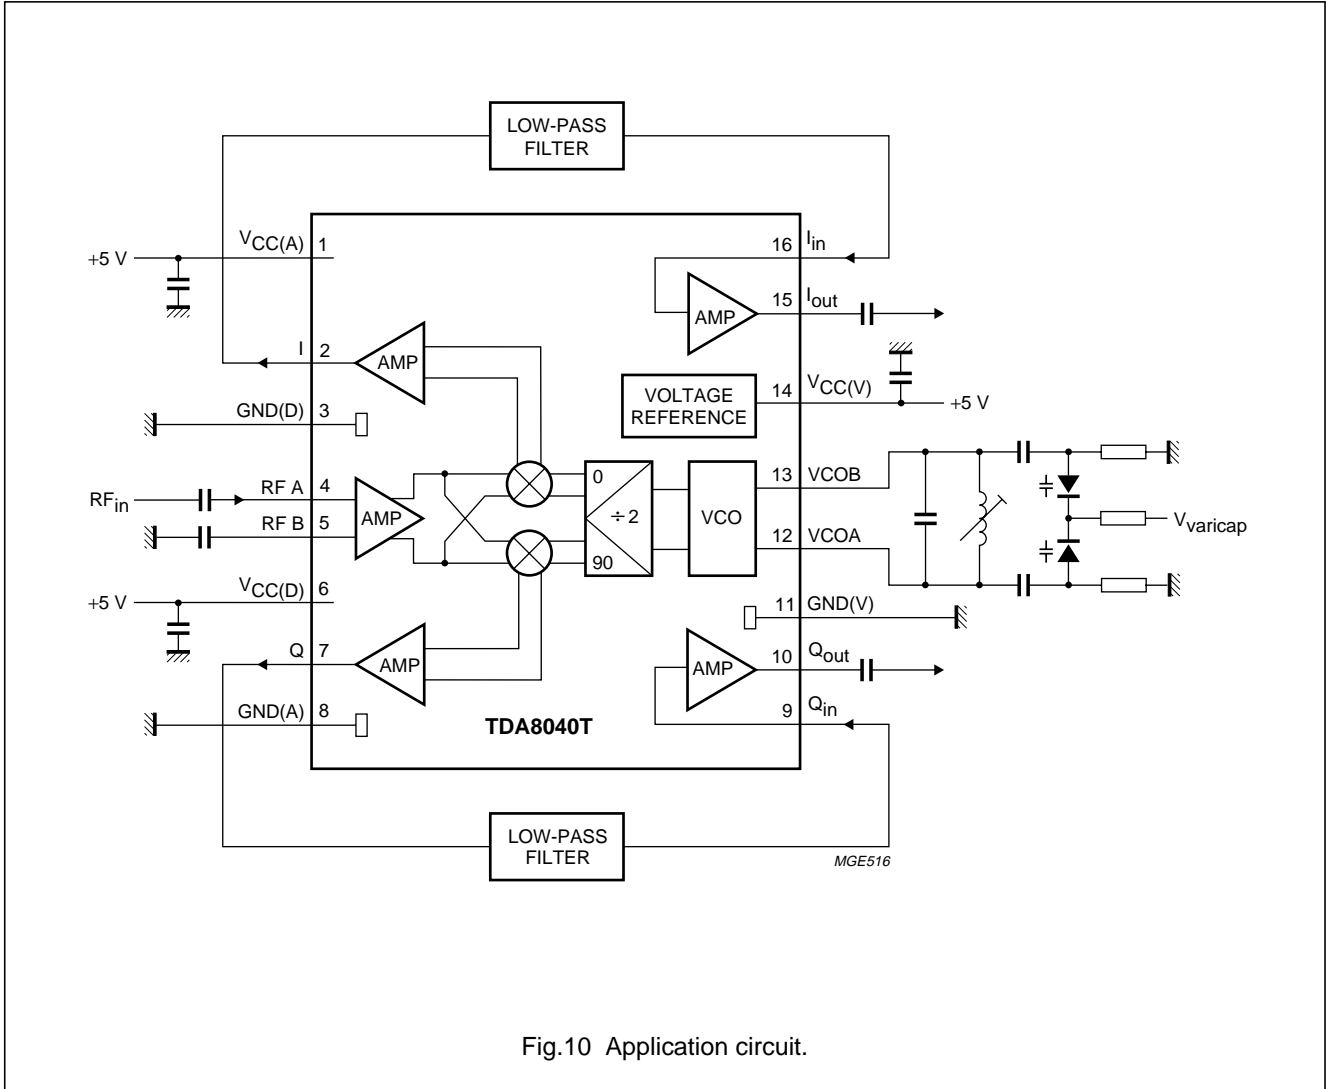 LOW-PASS
FILTER
+5 V
VCC(A) 1
16 Iin
15 Iout
AMP
I 2
AMP
GND(D) 3
VOLTAGE
REFERENCE
14 VCC(V)
+5 V
RFin
RF A 4
RF B 5
AMP
0
÷2
90
VCO
13 VCOB
12 VCOA
Vvaricap
+5 V
VCC(D) 6
11 GND(V)
Q 7
AMP
AMP
10 Qout
9 Qin
GND(A) 8
TDA8040T
LOW-PASS
FILTER
MGE516
Fig.10 Application circuit.